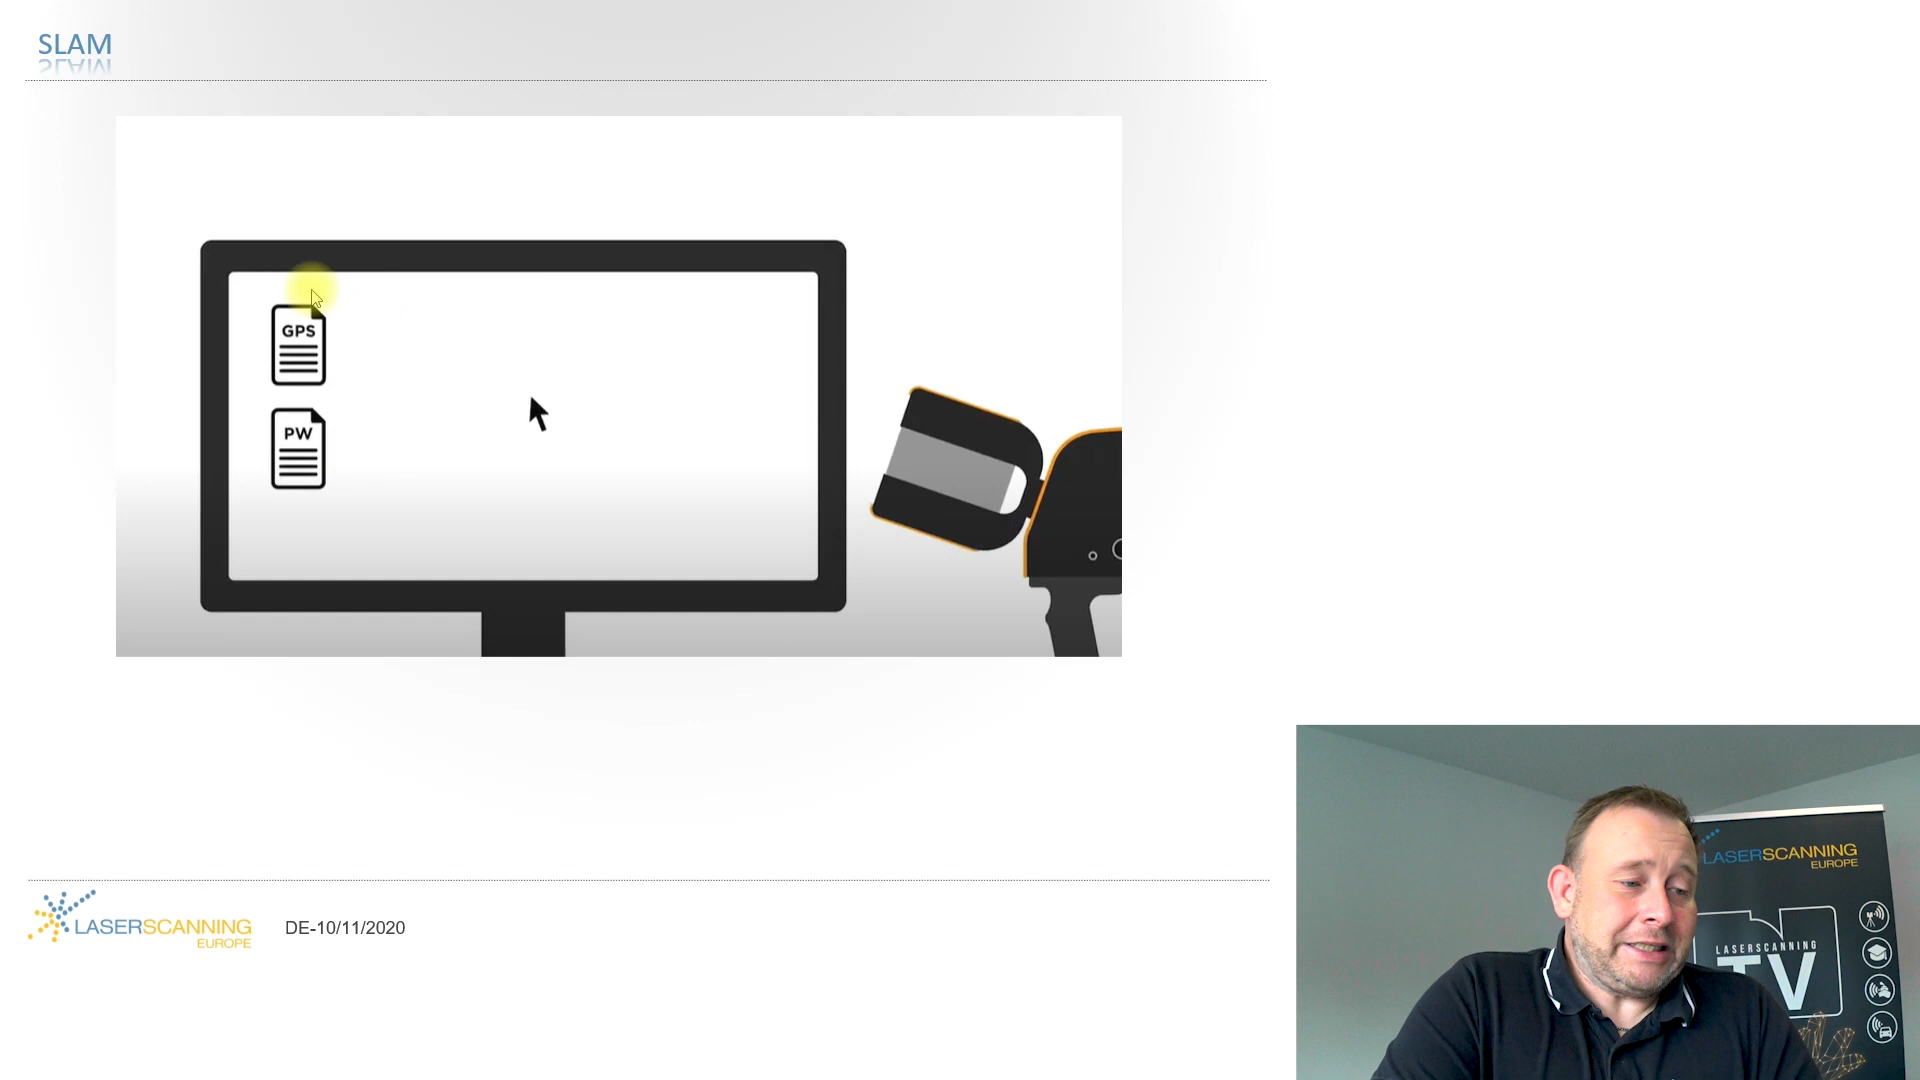 SLAM
GPS
PW
LASERSCANNING
EUROPE
DE-10/11/2020
LASERSCANNING
EUROPE
LASERSCANNING
TV